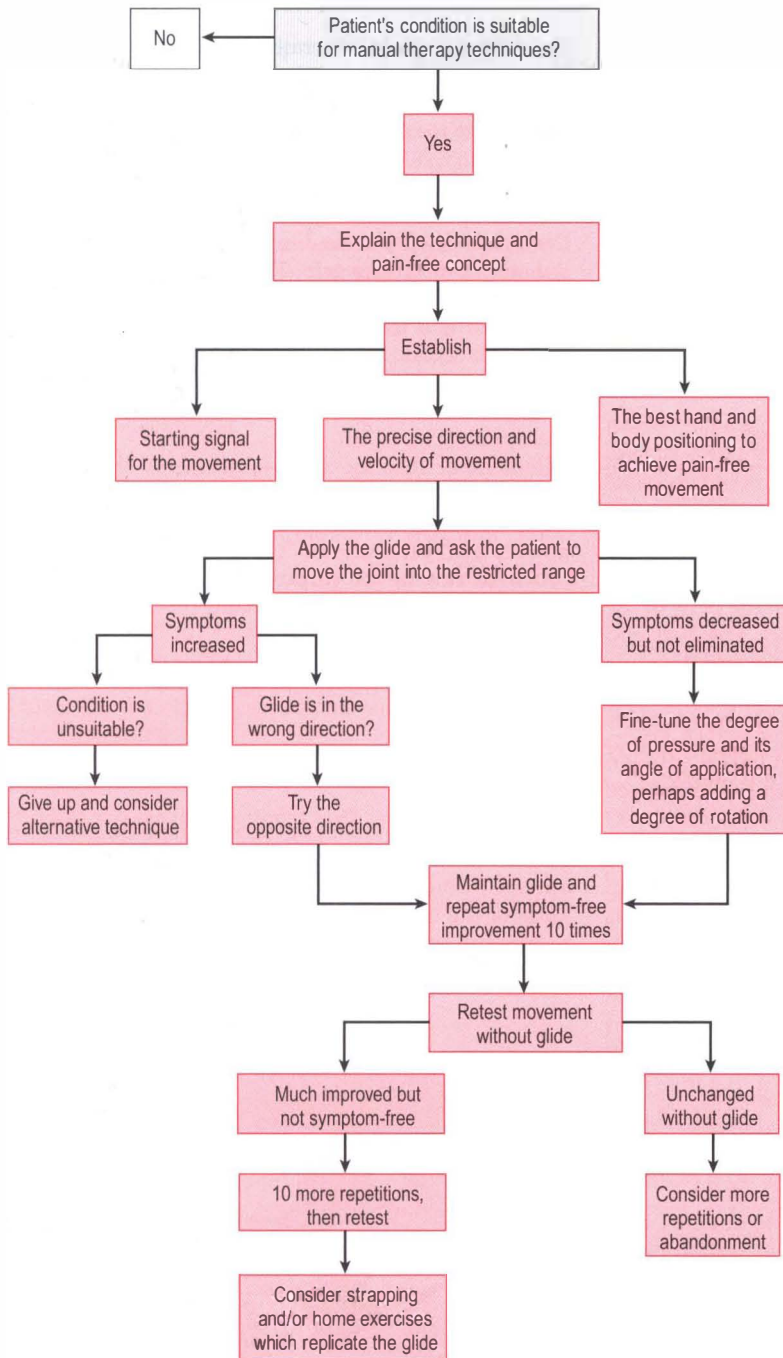 No
Patient's condition is suitable
for manual therapy techniques?
Yes
Explain the technique and
pain-free concept
Establish
Starting signal
for the movement
The precise direction and
velocity of movement
The best hand and
body positioning to
achieve pain-free
movement
Apply the glide and ask the patient to
move the joint into the restricted range
Symptoms
increased
Symptoms decreased
but not eliminated
Condition is
unsuitable?
Glide is in the
wrong direction?
Fine-tune the degree
of pressure and its
angle of application,
perhaps adding a
degree of rotation
Give up and consider
alternative technique
Try the
opposite direction
Maintain glide and
repeat symptom-free
improvement 10 times
Retest movement
without glide
Much improved but
not symptom-free
Unchanged
without glide
10 more repetitions,
then retest
Consider more
repetitions or
abandonment
Consider strapping
and/or home exercises
which replicate the glide